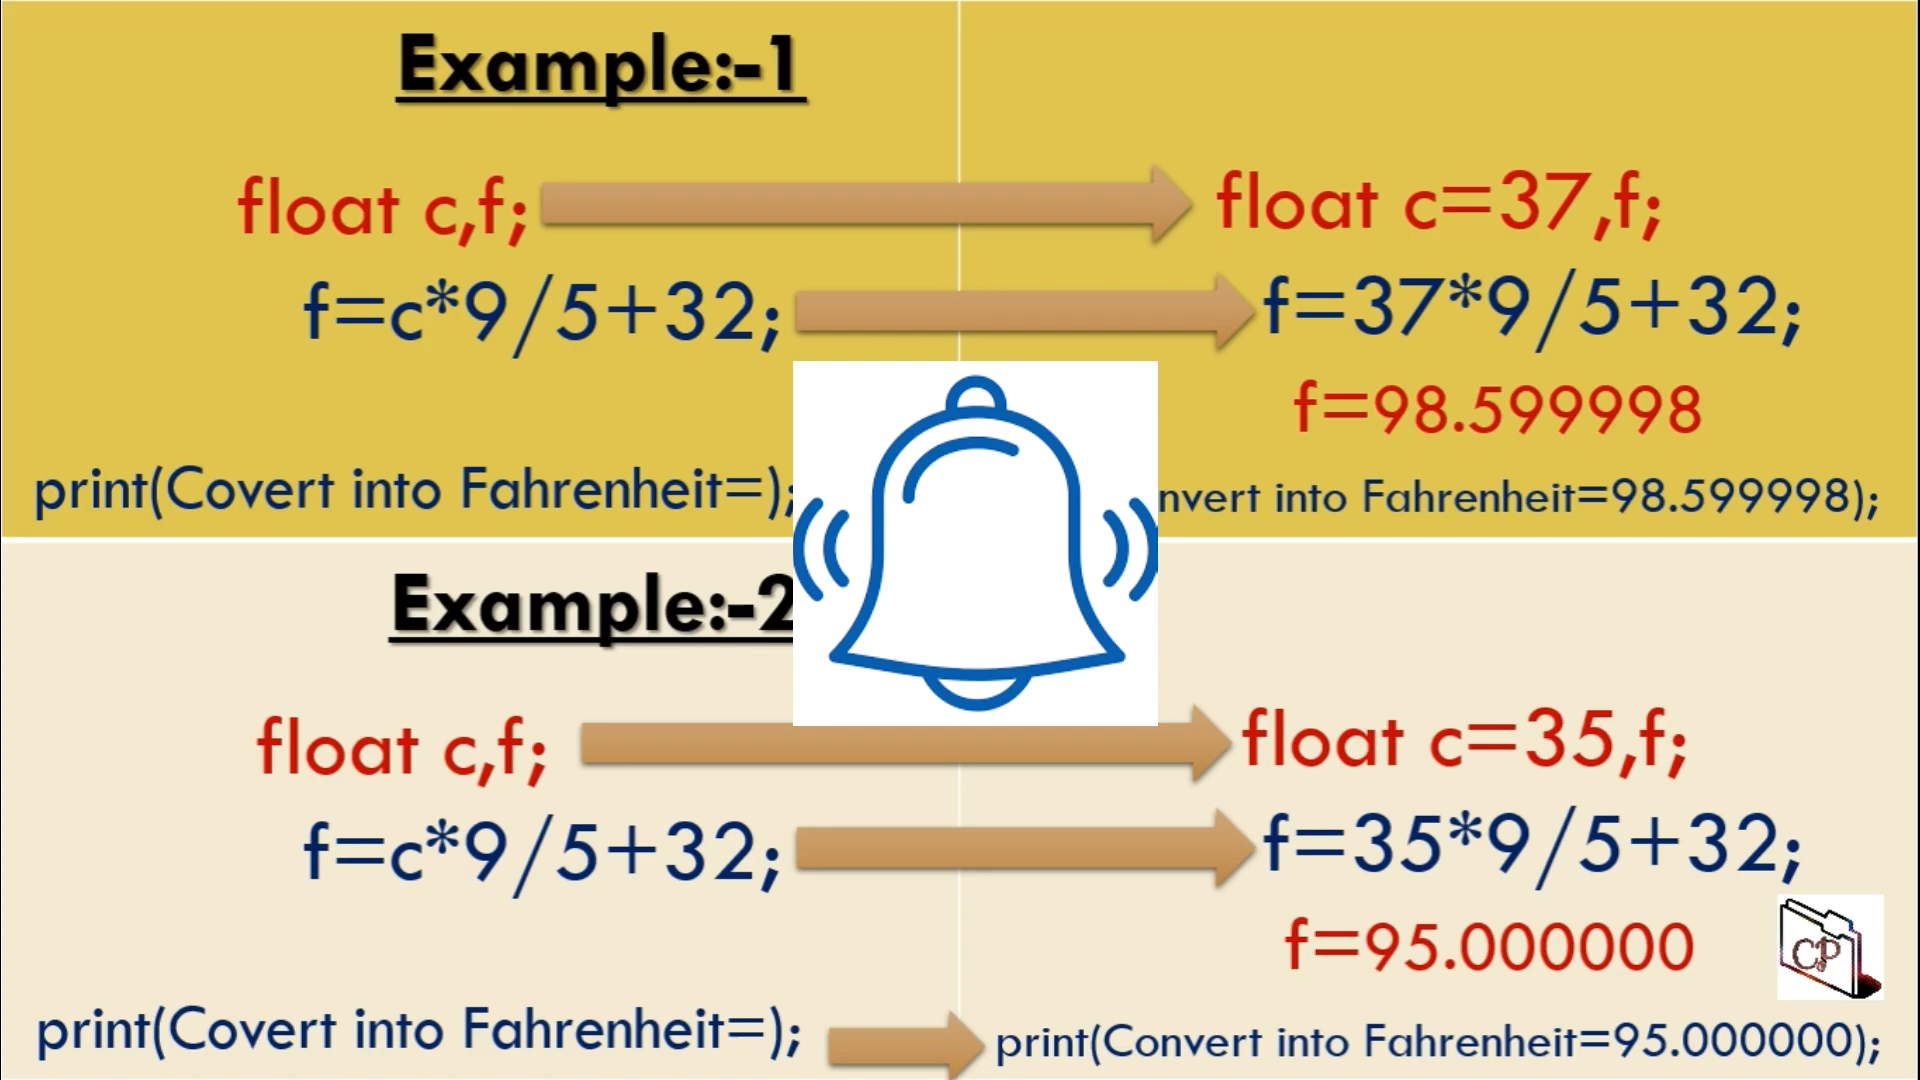 Example:-1
float c,f;
float c=37,f;
f=c*9/5+32;
f=37*9/5+32;
f=98.599998
print(Covert into Fahrenheit=);
into Fahrenheit=98.599998);
Example:-2
float c,f;
float c=35,f;
f=c*9/5+32;
f=35*9/5+32;
f=95.000000
CP
print(Covert into Fahrenheit=);
print(Convert into Fahrenheit=95.000000);